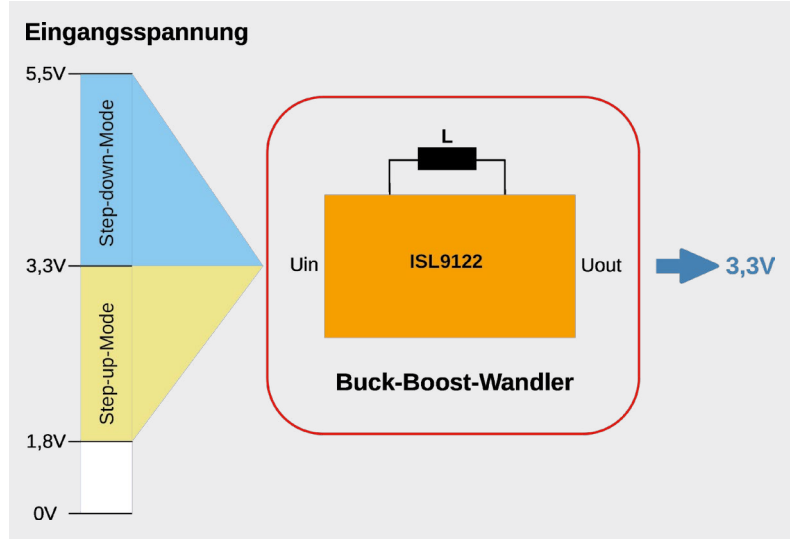 Eingangsspannung
5,5V
Step-down-Mode
3,3V
Step-up-Mode
1,8V
0V
L
Uin
ISL9122
Uout
3,3V
Buck-Boost-Wandler